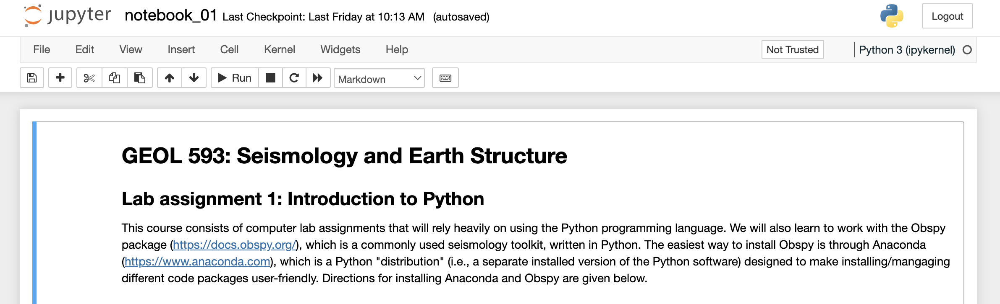 jupyter notebook_01 Last Checkpoint: Last Friday at 10:13 AM (autosaved) Logout
File Edit View Insert Cell Kernel Widgets Help Not Trusted Python 3 (ipykernel)
Run Markdown
GEOL 593: Seismology and Earth Structure
Lab assignment 1: Introduction to Python
This course consists of computer lab assignments that will rely heavily on using the Python programming language. We will also learn to work with the Obspy
package (https://docs.obspy.org/), which is a commonly used seismology toolkit, written in Python. The easiest way to install Obspy is through Anaconda
(https://www.anaconda.com), which is a Python "distribution" (i.e., a separate installed version of the Python software) designed to make installing/mangaging
different code packages user-friendly. Directions for installing Anaconda and Obspy are given below.